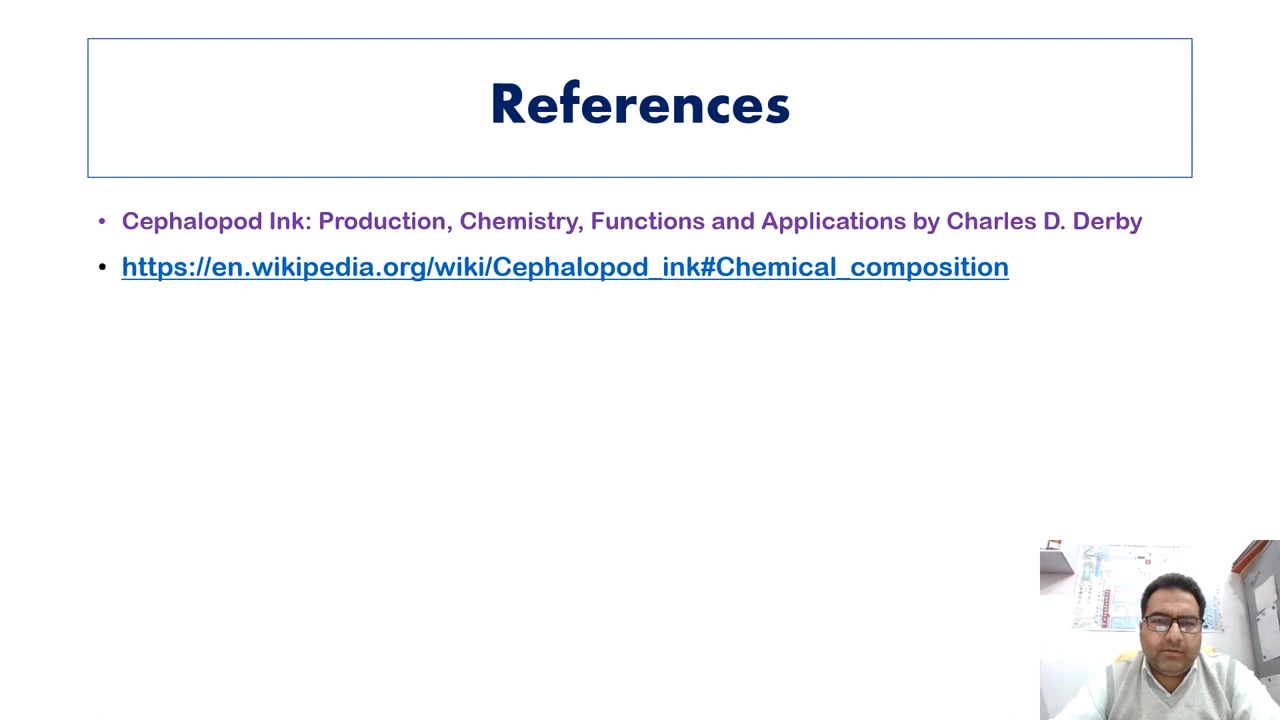 References
• Cephalopod Ink: Production, Chemistry, Functions and Applications by Charles D. Derby
• https://en.wikipedia.org/wiki/Cephalopod_ink#Chemical_composition